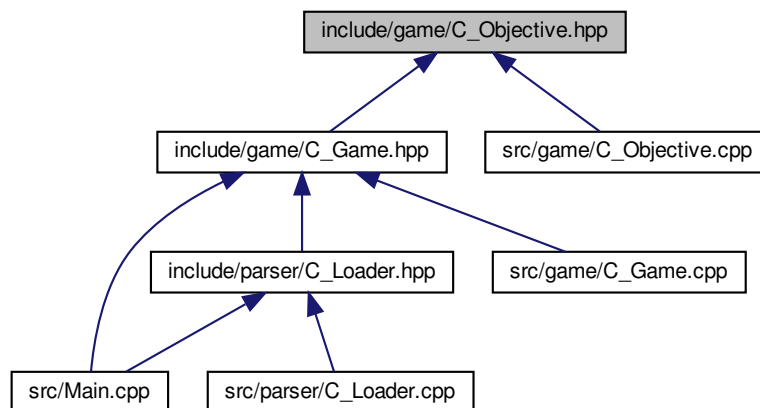 include/game/C_Objective.hpp
include/game/C_Game.hpp
src/game/C_Objective.cpp
include/parser/C_Loader.hpp
src/game/C_Game.cpp
src/Main.cpp
src/parser/C_Loader.cpp